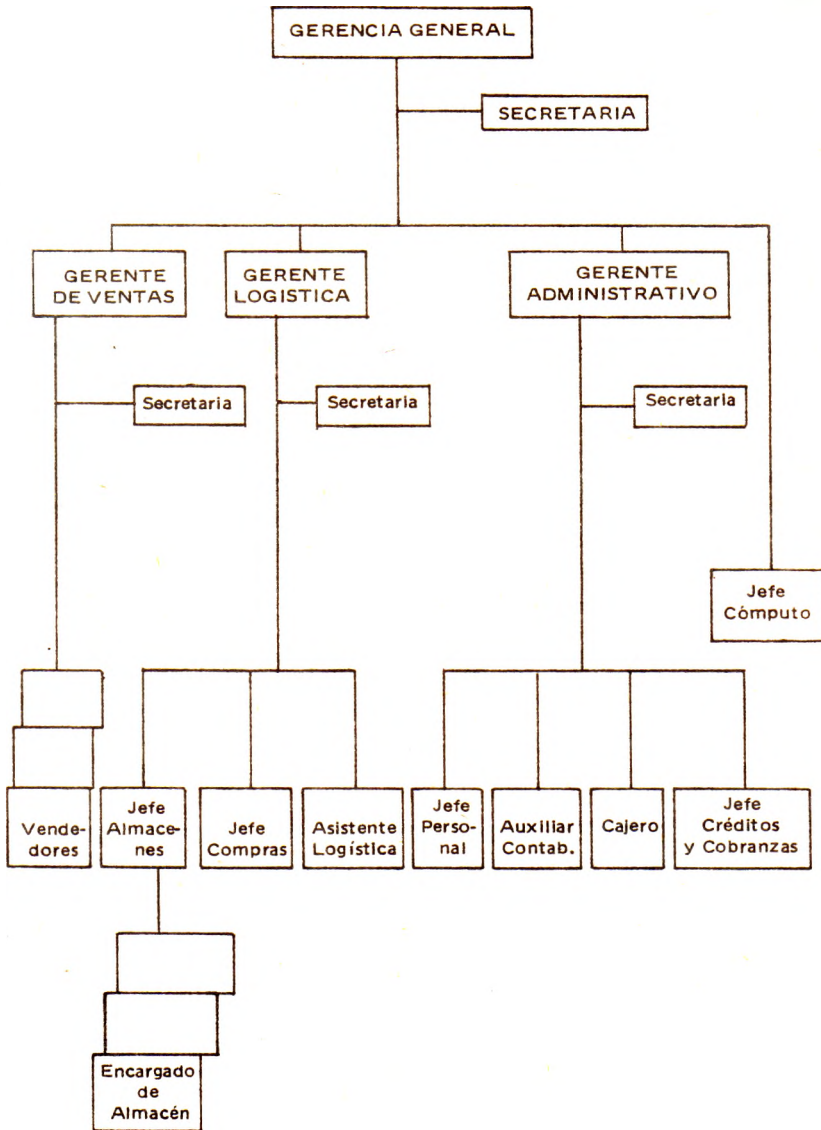 GERENCIA GENERAL
SECRETARIA
GERENTE
DE VENTAS
GERENTE
LOGISTICA
GERENTE
ADMINISTRATIVO
Secretaria
Secretaria
Secretaria
Jefe
Cómputo
Vende-
dores
Jefe
Almace-
nes
Jefe
Compras
Asistente
Logística
Jefe
Perso-
nal
Auxiliar
Contab.
Cajero
Jefe
Créditos
y Cobranzas
Encargado
de
Almacén